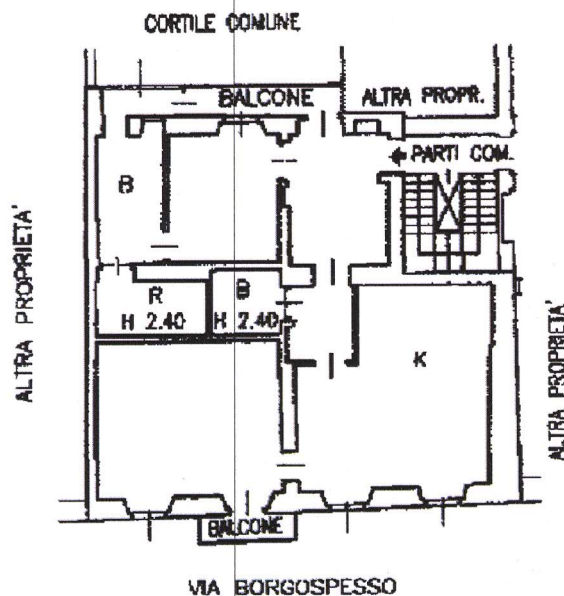 CORTILE COMUNE
BALCONE
ALTRA PROPR.
PARTI COM.
B
ALTRA PROPRIETA'
R
H 2.40
B
H 2.40
K
ALTRA PROPRIETA'
BALCONE
VIA BORGOSPESSO